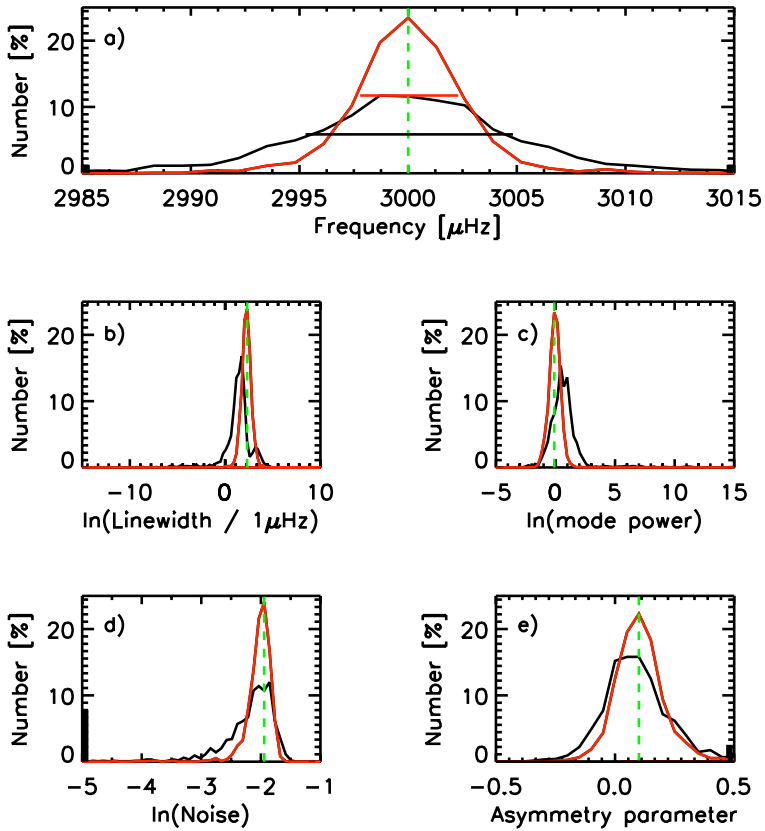 a)
Number [%]
20
10
0
2985 2990 2995 3000 3005 3010 3015
Frequency [μHz]
b)
Number [%]
20
10
0
-10 0 10
ln(Linewidth / 1μHz)
c)
Number [%]
20
10
0
-5 0 5 10 15
ln(mode power)
d)
Number [%]
20
10
0
-5 -4 -3 -2 -1
ln(Noise)
e)
Number [%]
20
10
0
-0.5 0.0 0.5
Asymmetry parameter